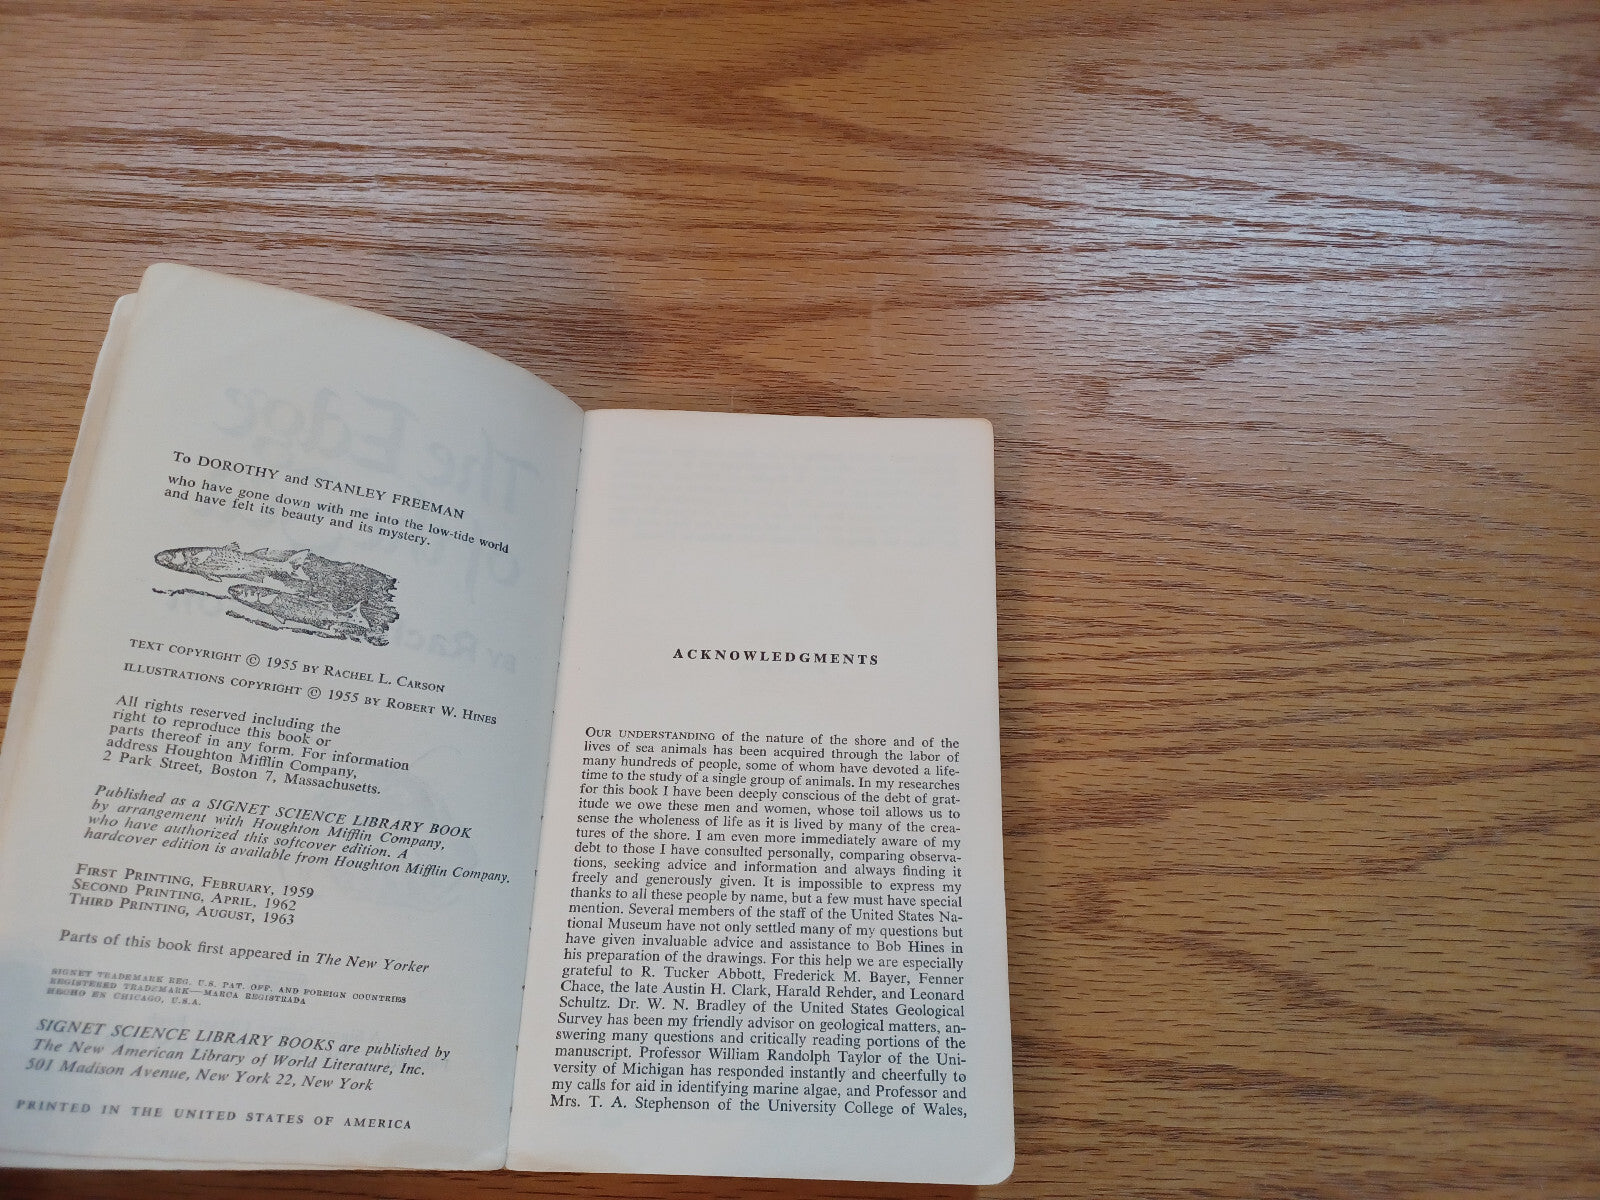 To DOROTHY and STANLEY FREEMAN
who have gone down with me into the low-tide world
and have felt its beauty and its mystery.
TEXT COPYRIGHT © 1955 BY RACHEL L. CARSON
ILLUSTRATIONS COPYRIGHT © 1955 BY ROBERT W. HINES
All rights reserved including the
right to reproduce this book or
parts thereof in any form. For information
address Houghton Mifflin Company,
2 Park Street, Boston 7, Massachusetts.
Published as a SIGNET SCIENCE LIBRARY BOOK
by arrangement with Houghton Mifflin Company,
who have authorized this softcover edition. A
hardcover edition is available from Houghton Mifflin Company.
FIRST PRINTING, FEBRUARY, 1959
SECOND PRINTING, APRIL, 1962
THIRD PRINTING, AUGUST, 1963
Parts of this book first appeared in The New Yorker
SIGNET TRADEMARK REG. U.S. PAT. OFF. AND FOREIGN COUNTRIES
REGISTERED TRADEMARK—MARCA REGISTRADA
HECHO EN CHICAGO, U.S.A.
SIGNET SCIENCE LIBRARY BOOKS are published by
The New American Library of World Literature, Inc.
501 Madison Avenue, New York 22, New York
PRINTED IN THE UNITED STATES OF AMERICA
ACKNOWLEDGMENTS
OUR UNDERSTANDING of the nature of the shore and of the
lives of sea animals has been acquired through the labor of
many hundreds of people, some of whom have devoted a life-
time to the study of a single group of animals. In my researches
for this book I have been deeply conscious of the debt of grat-
itude we owe these men and women, whose toil allows us to
sense the wholeness of life as it is lived by many of the crea-
tures of the shore. I am even more immediately aware of my
debt to those I have consulted personally, comparing observa-
tions, seeking advice and information and always finding it
freely and generously given. It is impossible to express my
thanks to all these people by name, but a few must have special
mention. Several members of the staff of the United States Na-
tional Museum have not only settled many of my questions but
have given invaluable advice and assistance to Bob Hines in
his preparation of the drawings. For this help we are especially
grateful to R. Tucker Abbott, Frederick M. Bayer, Fenner
Chace, the late Austin H. Clark, Harald Rehder, and Leonard
Schultz. Dr. W. N. Bradley of the United States Geological
Survey has been my friendly advisor on geological matters, an-
swering many questions and critically reading portions of the
manuscript. Professor William Randolph Taylor of the Uni-
versity of Michigan has responded instantly and cheerfully to
my calls for aid in identifying marine algae, and Professor and
Mrs. T. A. Stephenson of the University College of Wales,